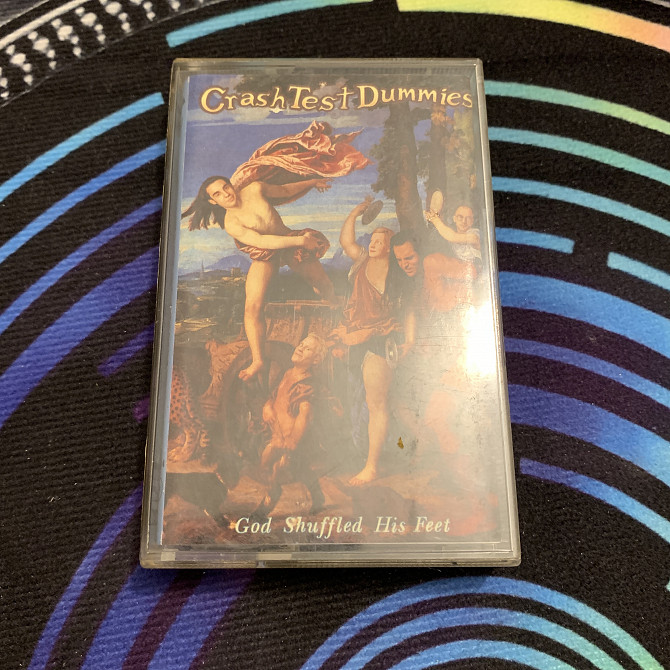 Crash Test Dummies
God Shuffled His Feet